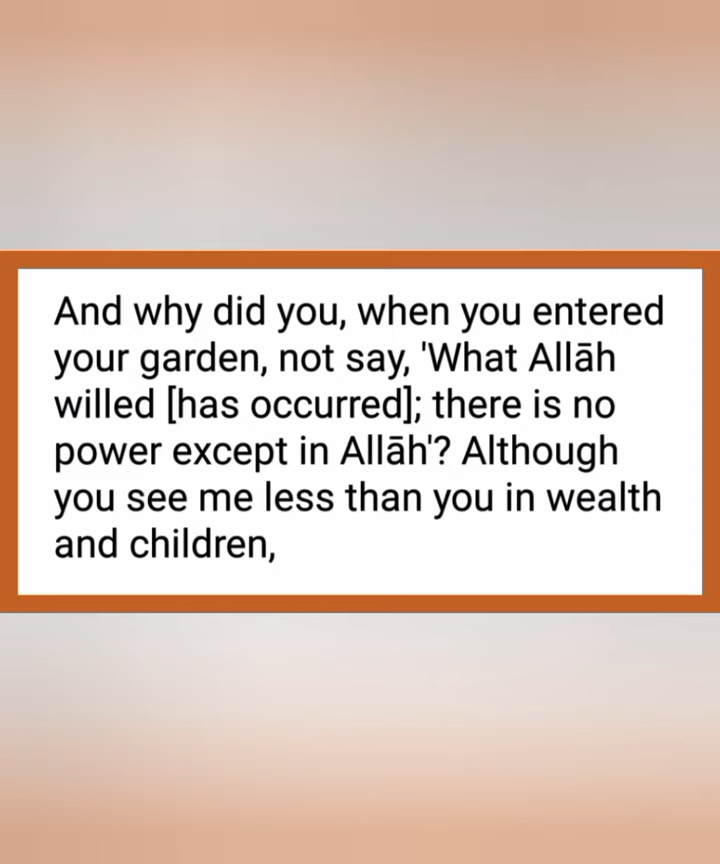 And why did you, when you entered
your garden, not say, 'What Allāh
willed [has occurred]; there is no
power except in Allāh'? Although
you see me less than you in wealth
and children,